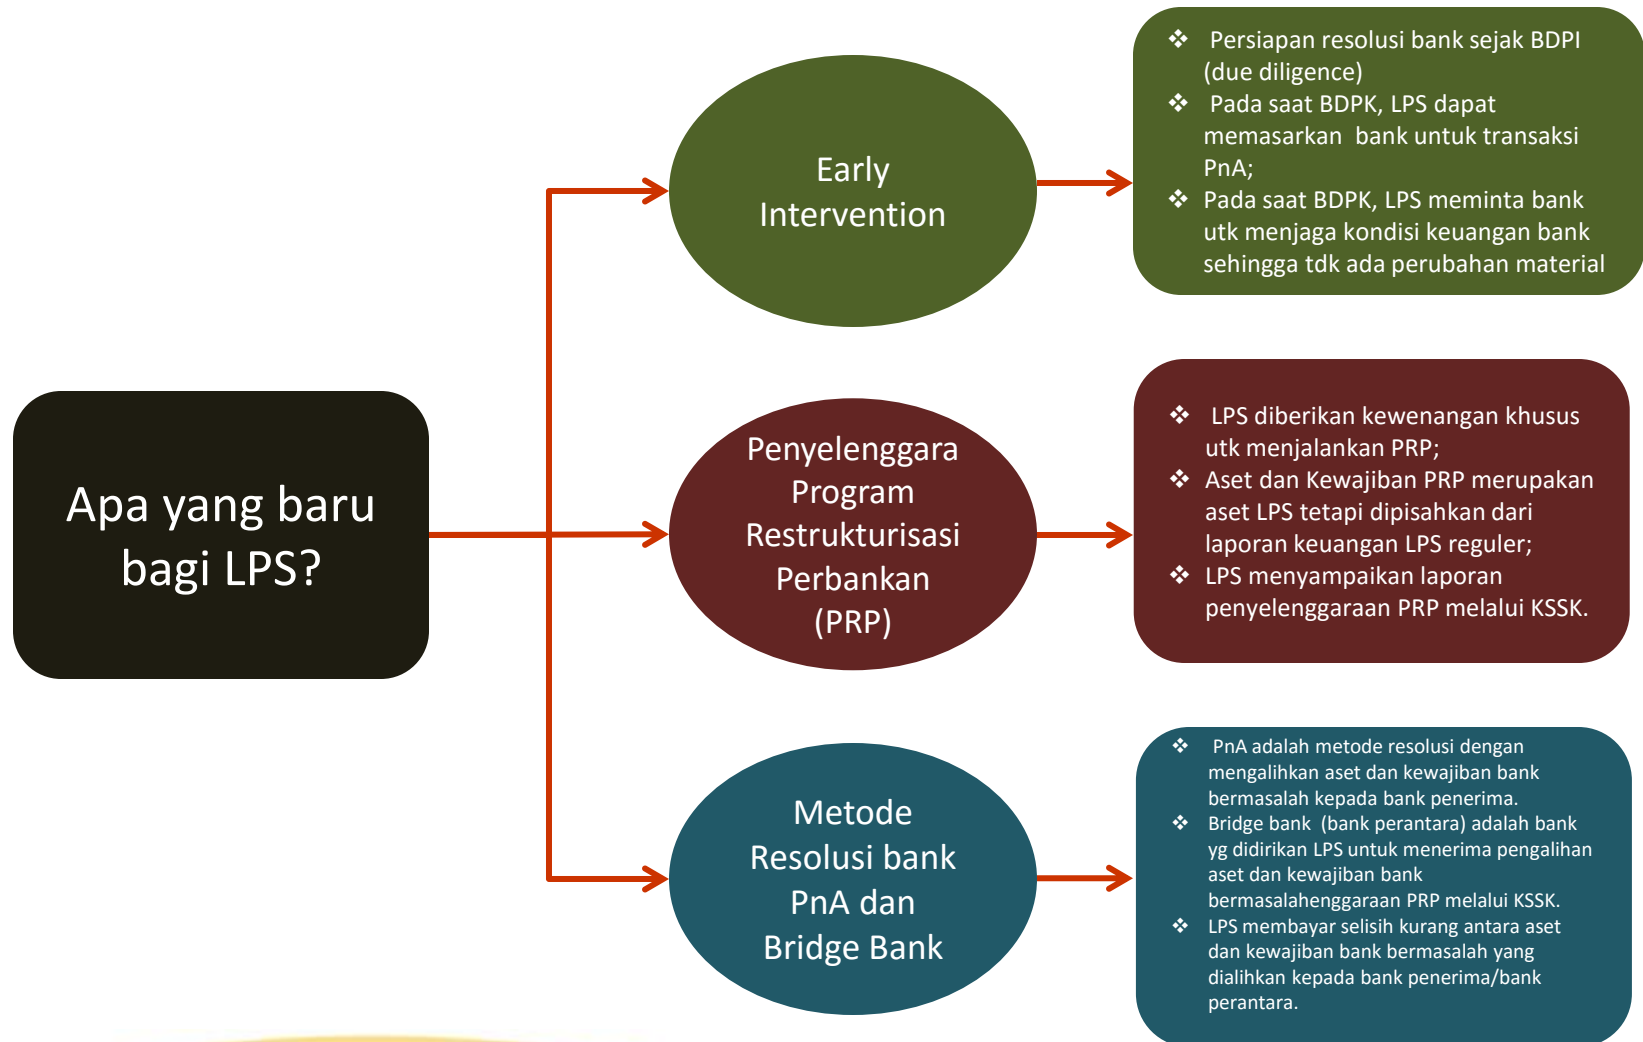 Apa yang baru
bagi LPS?
Early
Intervention
❖ Persiapan resolusi bank sejak BDPI
(due diligence)
❖ Pada saat BDPK, LPS dapat
memasarkan bank untuk transaksi
PnA;
❖ Pada saat BDPK, LPS meminta bank
utk menjaga kondisi keuangan bank
sehingga tdk ada perubahan material
Penyelenggara
Program
Restrukturisasi
Perbankan
(PRP)
❖ LPS diberikan kewenangan khusus
utk menjalankan PRP;
❖ Aset dan Kewajiban PRP merupakan
aset LPS tetapi dipisahkan dari
laporan keuangan LPS reguler;
❖ LPS menyampaikan laporan
penyelenggaraan PRP melalui KSSK.
Metode
Resolusi bank
PnA dan
Bridge Bank
❖ PnA adalah metode resolusi dengan
mengalihkan aset dan kewajiban bank
bermasalah kepada bank penerima.
❖ Bridge bank (bank perantara) adalah bank
yg didirikan LPS untuk menerima pengalihan
aset dan kewajiban bank
bermasalahenggaraan PRP melalui KSSK.
❖ LPS membayar selisih kurang antara aset
dan kewajiban bank bermasalah yang
dialihkan kepada bank penerima/bank
perantara.